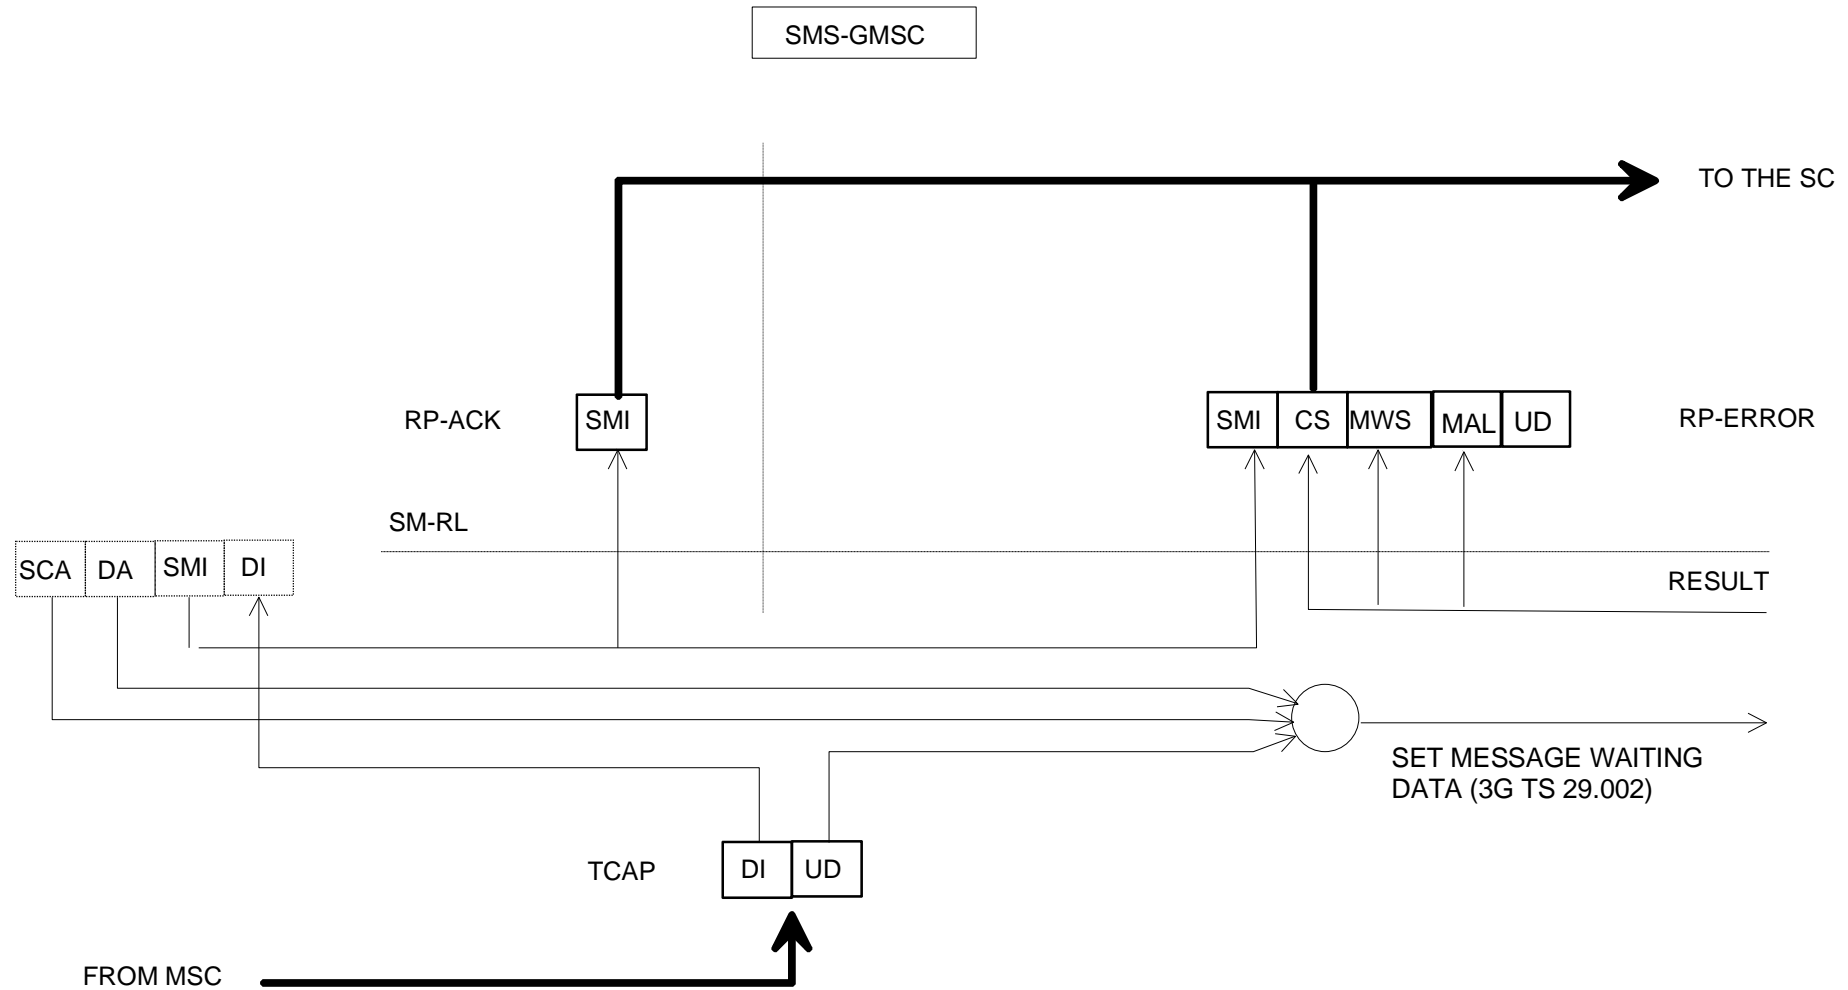 SMS-GMSC
TO THE SC
RP-ACK
SMI
SMI CS MWS MAL UD
RP-ERROR
SM-RL
SCA DA SMI DI
RESULT
SET MESSAGE WAITING
DATA (3G TS 29.002)
TCAP
DI UD
FROM MSC